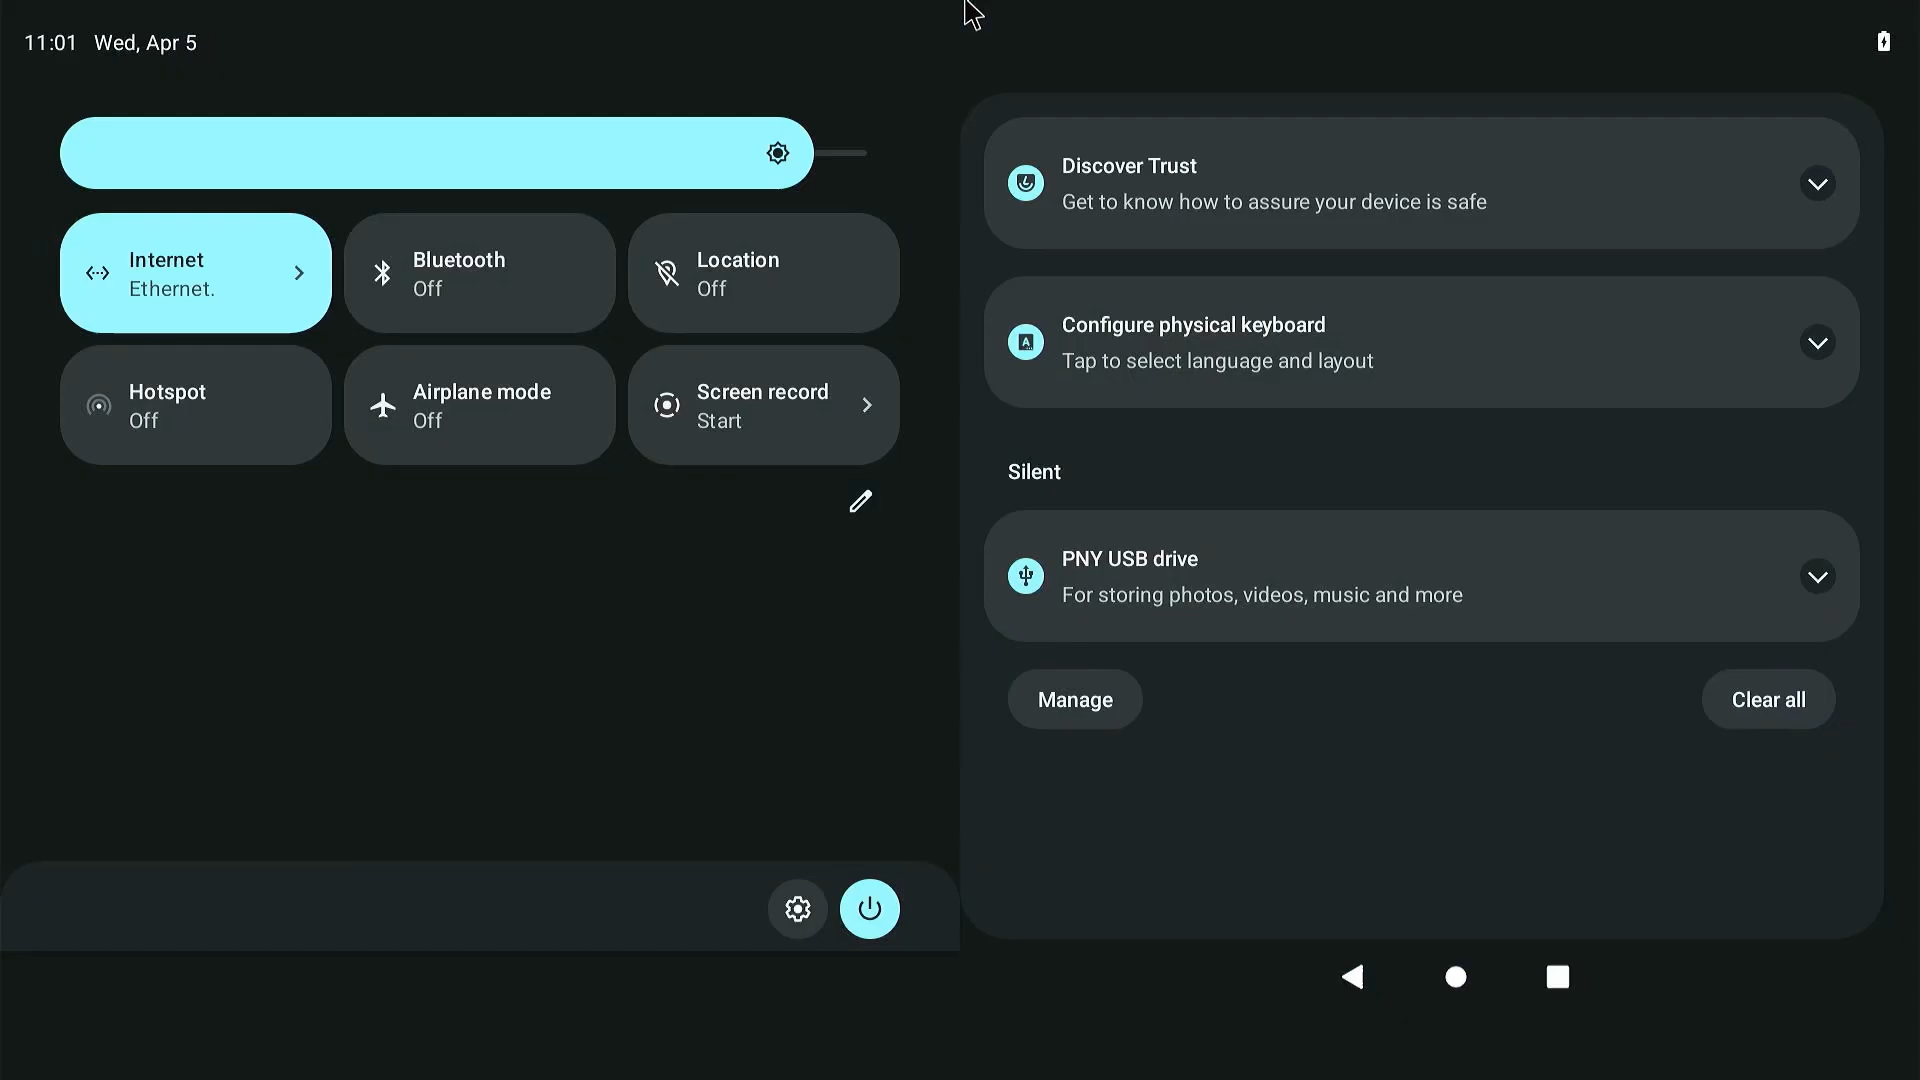 11:01 Wed, Apr 5
Internet
Ethernet.
Bluetooth
Off
Location
Off
Hotspot
Off
Airplane mode
Off
Screen record
Start
Discover Trust
Get to know how to assure your device is safe
Configure physical keyboard
Tap to select language and layout
Silent
PNY USB drive
For storing photos, videos, music and more
Manage
Clear all